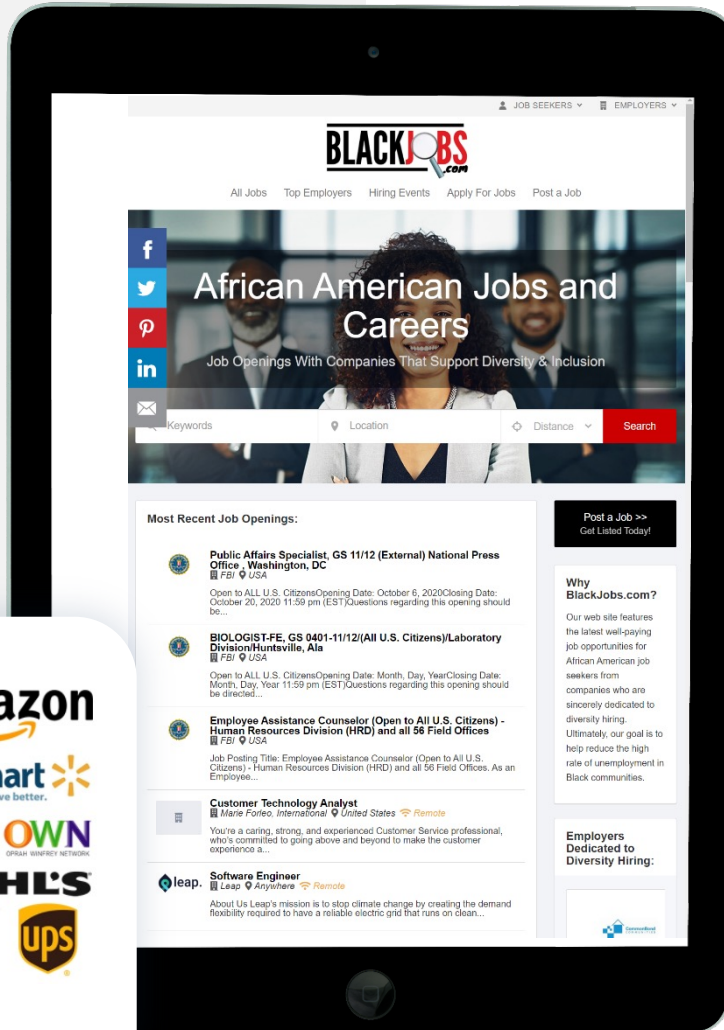 JOB SEEKERS
EMPLOYERS
BLACKJOBS
.com
All Jobs Top Employers Hiring Events Apply For Jobs Post a Job
African American Jobs and
Careers
Job Openings With Companies That Support Diversity & Inclusion
Keywords
Location
Distance
Search
Most Recent Job Openings:
Public Affairs Specialist, GS 11/12 (External) National Press
Office , Washington, DC
FBI USA
Open to ALL U.S. CitizensOpening Date: October 6, 2020Closing Date:
October 20, 2020 11:59 pm (EST)Questions regarding this opening should
be...
BIOLOGIST-FE, GS 0401-11/12/(All U.S. Citizens)/Laboratory
Division/Huntsville, Ala
FBI USA
Open to ALL U.S. CitizensOpening Date: Month, Day, YearClosing Date:
Month, Day, Year 11:59 pm (EST)Questions regarding this opening should
be directed...
Employee Assistance Counselor (Open to All U.S. Citizens) -
Human Resources Division (HRD) and all 56 Field Offices
FBI USA
Job Posting Title: Employee Assistance Counselor (Open to All U.S.
Citizens) - Human Resources Division (HRD) and all 56 Field Offices. As an
Employee...
Customer Technology Analyst
Marie Forleo, International United States Remote
You're a caring, strong, and experienced Customer Service professional,
who's committed to going above and beyond to make the customer
experience a...
leap.
Software Engineer
Leap Anywhere Remote
About Us Leap's mission is to stop climate change by creating the demand
flexibility required to have a reliable electric grid that runs on clean...
Post a Job >>
Get Listed Today!
Why
BlackJobs.com?
Our web site features
the latest well-paying
job opportunities for
African American job
seekers from
companies who are
sincerely dedicated to
diversity hiring.
Ultimately, our goal is to
help reduce the high
rate of unemployment in
Black communities.
Employers
Dedicated to
Diversity Hiring:
CommonBond
COMMUNITIES
azon
mart
ve better.
OWN
OPRAH WINFREY NETWORK
HL'S
ups